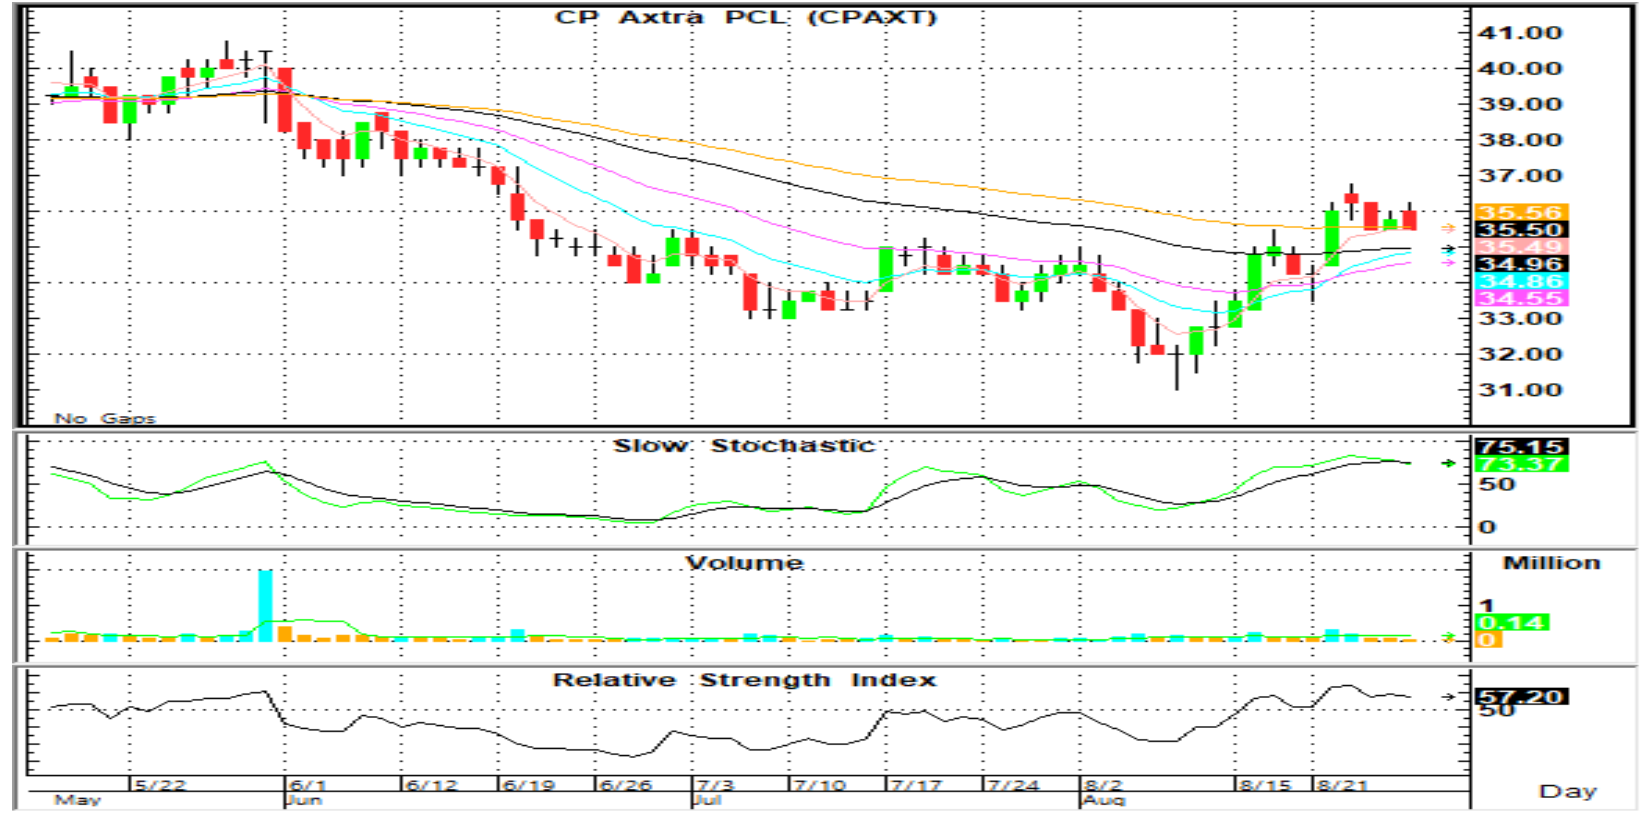 CP Axtra PCL (CPAXT)
41.00
40.00
39.00
38.00
37.00
35.56
35.50
35.49
34.96
34.86
34.55
33.00
32.00
31.00
No Gaps
Slow Stochastic
75.15
73.37
50
0
Volume
Million
1
0.14
0
Relative Strength Index
57.20
50
5/22 6/1 6/12 6/19 6/26 7/3 7/10 7/17 7/24 8/2 8/15 8/21
May Jun Jul Aug
Day